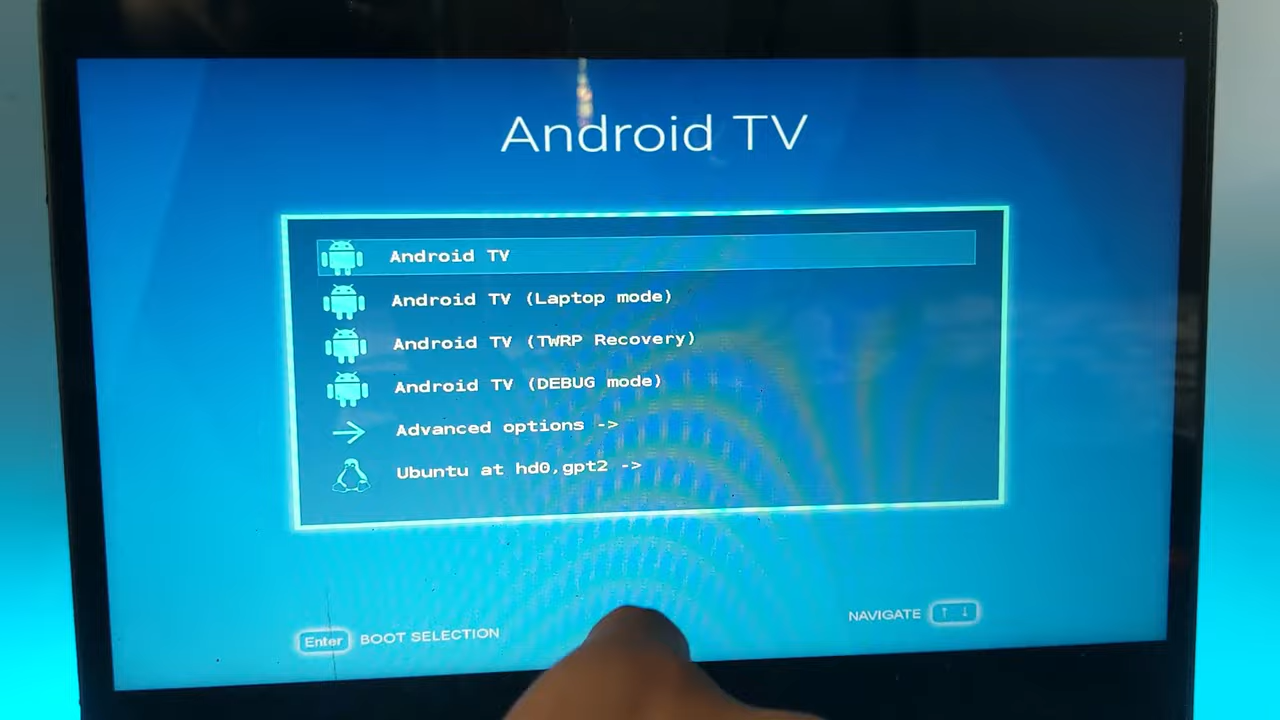 Android TV
Android TV
Android TV (Laptop mode)
Android TV (TWRP Recovery)
Android TV (DEBUG mode)
Advanced options ->
Ubuntu at hd0,gpt2 ->
NAVIGATE ↑ ↓
Enter BOOT SELECTION